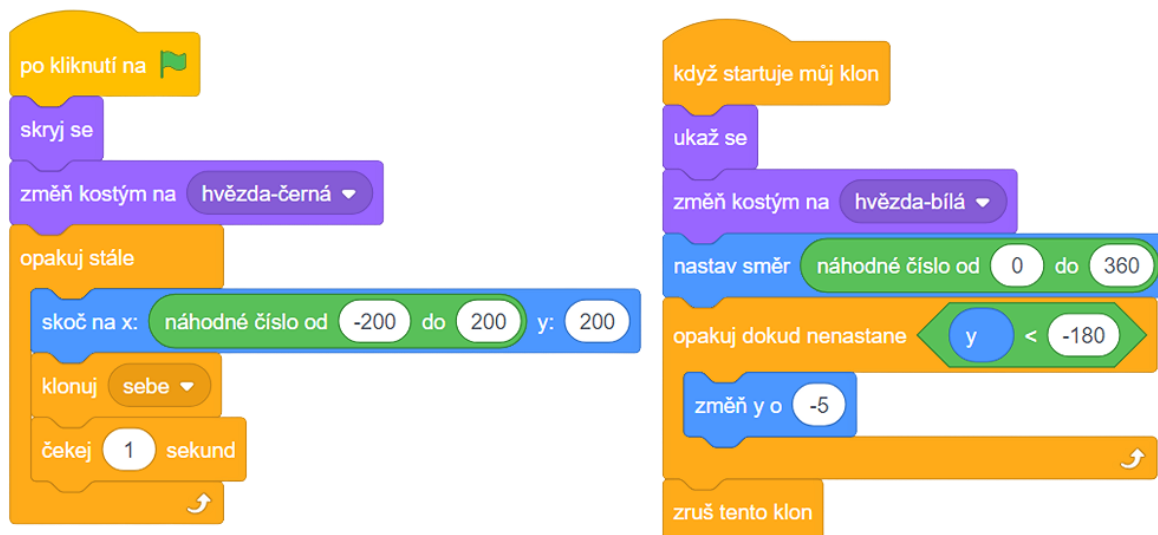 po kliknutí na
skryj se
změň kostým na hvězda-černá
opakuj stále
skoč na x: náhodné číslo od -200 do 200 y: 200
klonuj sebe
čekej 1 sekund
když startuje můj klon
ukaž se
změň kostým na hvězda-bílá
nastav směr náhodné číslo od 0 do 360
opakuj dokud nenastane y < -180
změň y o -5
zruš tento klon